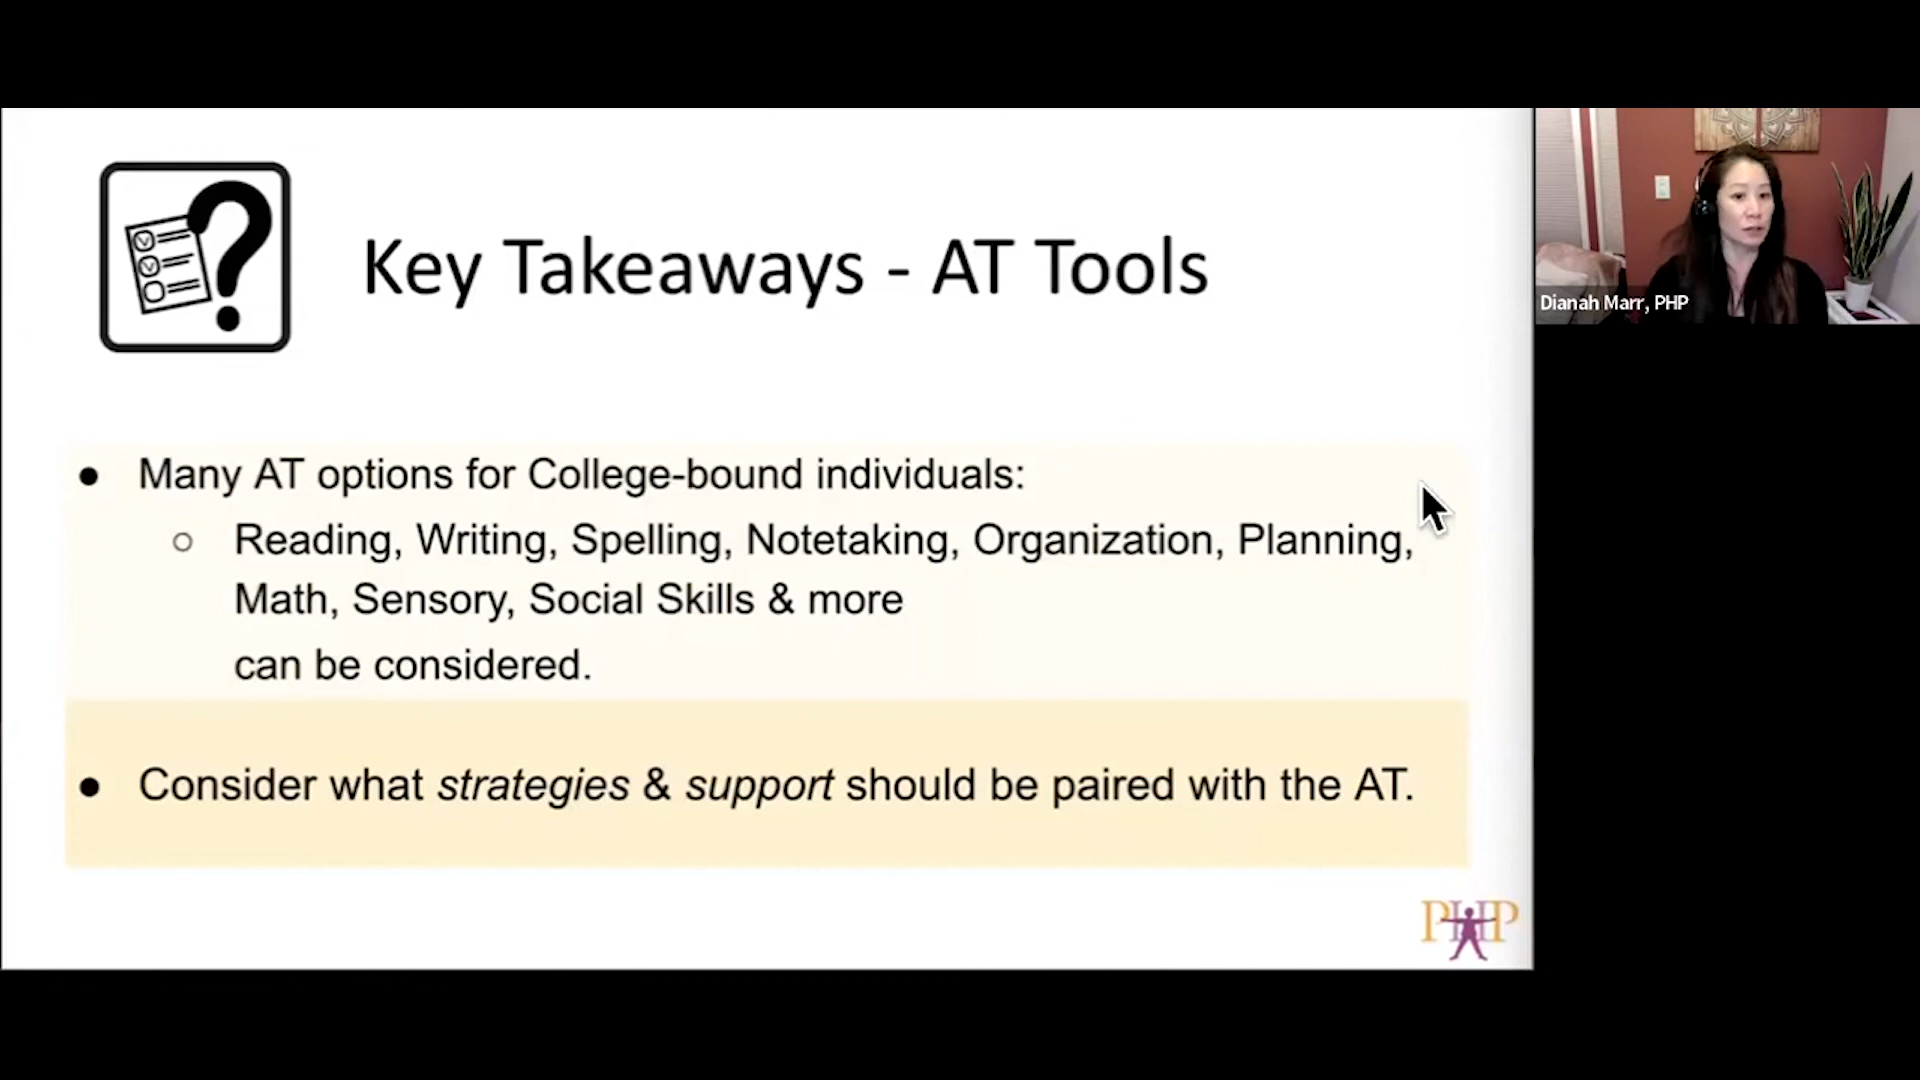 Key Takeaways - AT Tools
Dianah Marr, PHP
● Many AT options for College-bound individuals:
○ Reading, Writing, Spelling, Notetaking, Organization, Planning,
Math, Sensory, Social Skills & more
can be considered.
● Consider what strategies & support should be paired with the AT.
PHP